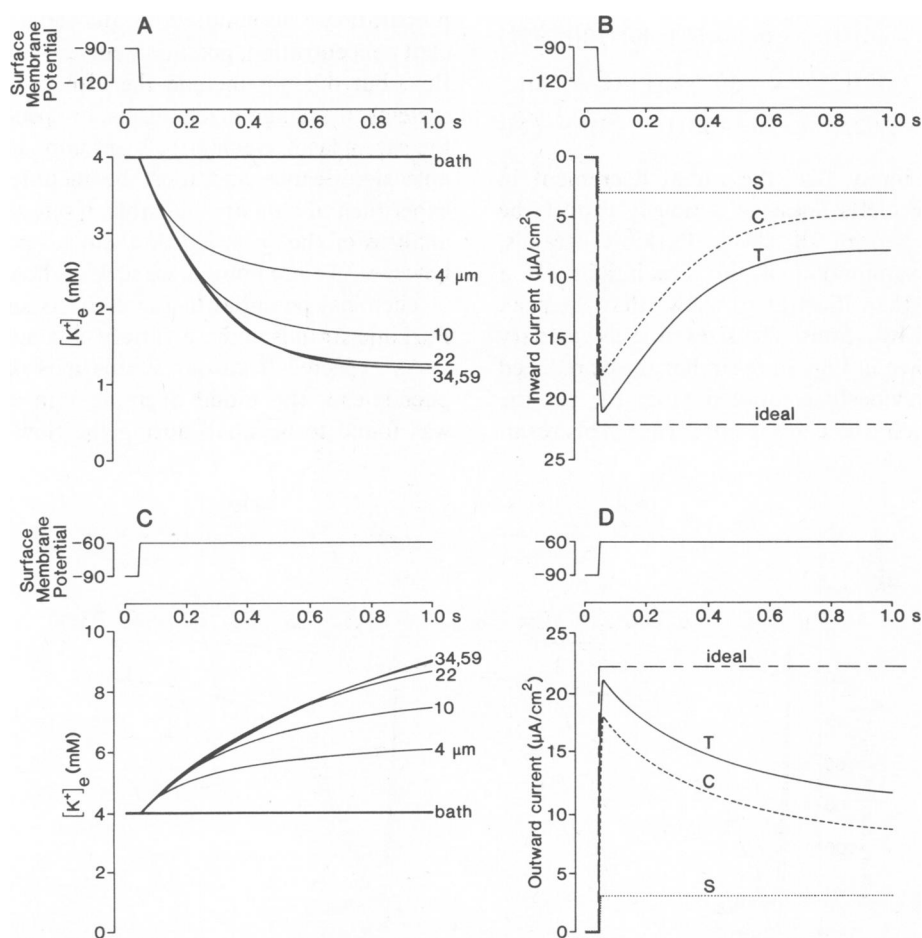 A
Surface
Membrane
Potential
-90
-120
0 0.2 0.4 0.6 0.8 1.0 s
4
3
2
1
0
[K⁺]e (mM)
bath
4 µm
10
22
34,59
B
-90
-120
0 0.2 0.4 0.6 0.8 1.0 s
0
5
10
15
20
25
Inward current (µA/cm²)
S
C
T
ideal
C
Surface
Membrane
Potential
-60
-90
0 0.2 0.4 0.6 0.8 1.0 s
10
8
6
4
2
0
[K⁺]e (mM)
34,59
22
10
4 µm
bath
D
-60
-90
0 0.2 0.4 0.6 0.8 1.0 s
25
20
15
10
5
0
Outward current (µA/cm²)
ideal
T
C
S